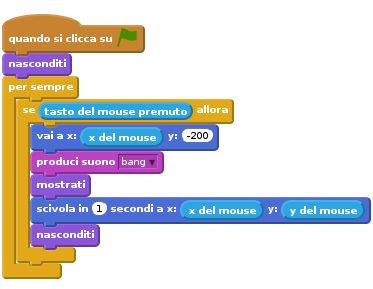 quando si clicca su
nasconditi
per sempre
se tasto del mouse premuto allora
vai a x: x del mouse y: -200
produci suono bang
mostrati
scivola in 1 secondi a x: x del mouse y: y del mouse
nasconditi